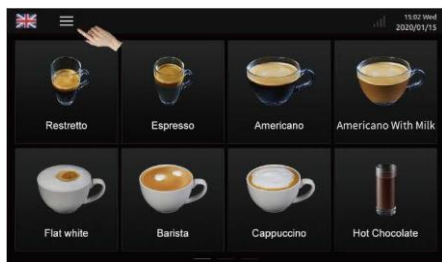 15:02 Wed
2020/01/15
Restretto
Espresso
Americano
Americano With Milk
Flat white
Barista
Cappuccino
Hot Chocolate